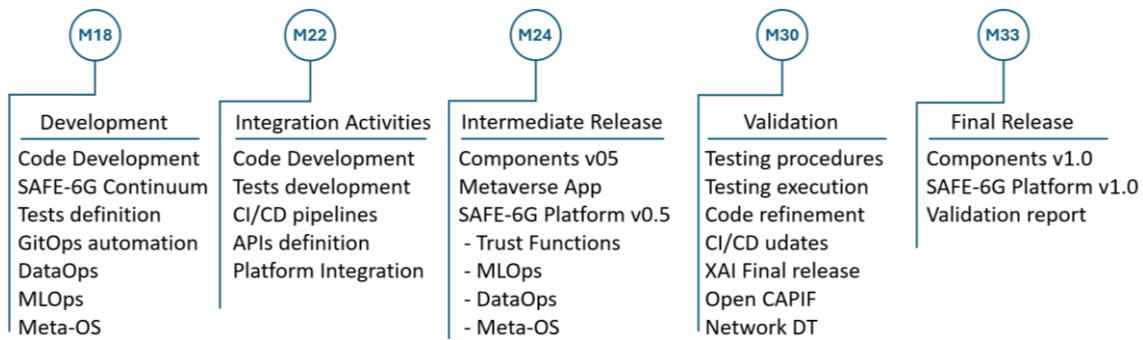 M18
Development
Code Development
SAFE-6G Continuum
Tests definition
GitOps automation
DataOps
MLOps
Meta-OS
M22
Integration Activities
Code Development
Tests development
CI/CD pipelines
APIs definition
Platform Integration
M24
Intermediate Release
Components v05
Metaverse App
SAFE-6G Platform v0.5
- Trust Functions
- MLOps
- DataOps
- Meta-OS
M30
Validation
Testing procedures
Testing execution
Code refinement
CI/CD udates
XAI Final release
Open CAPIF
Network DT
M33
Final Release
Components v1.0
SAFE-6G Platform v1.0
Validation report